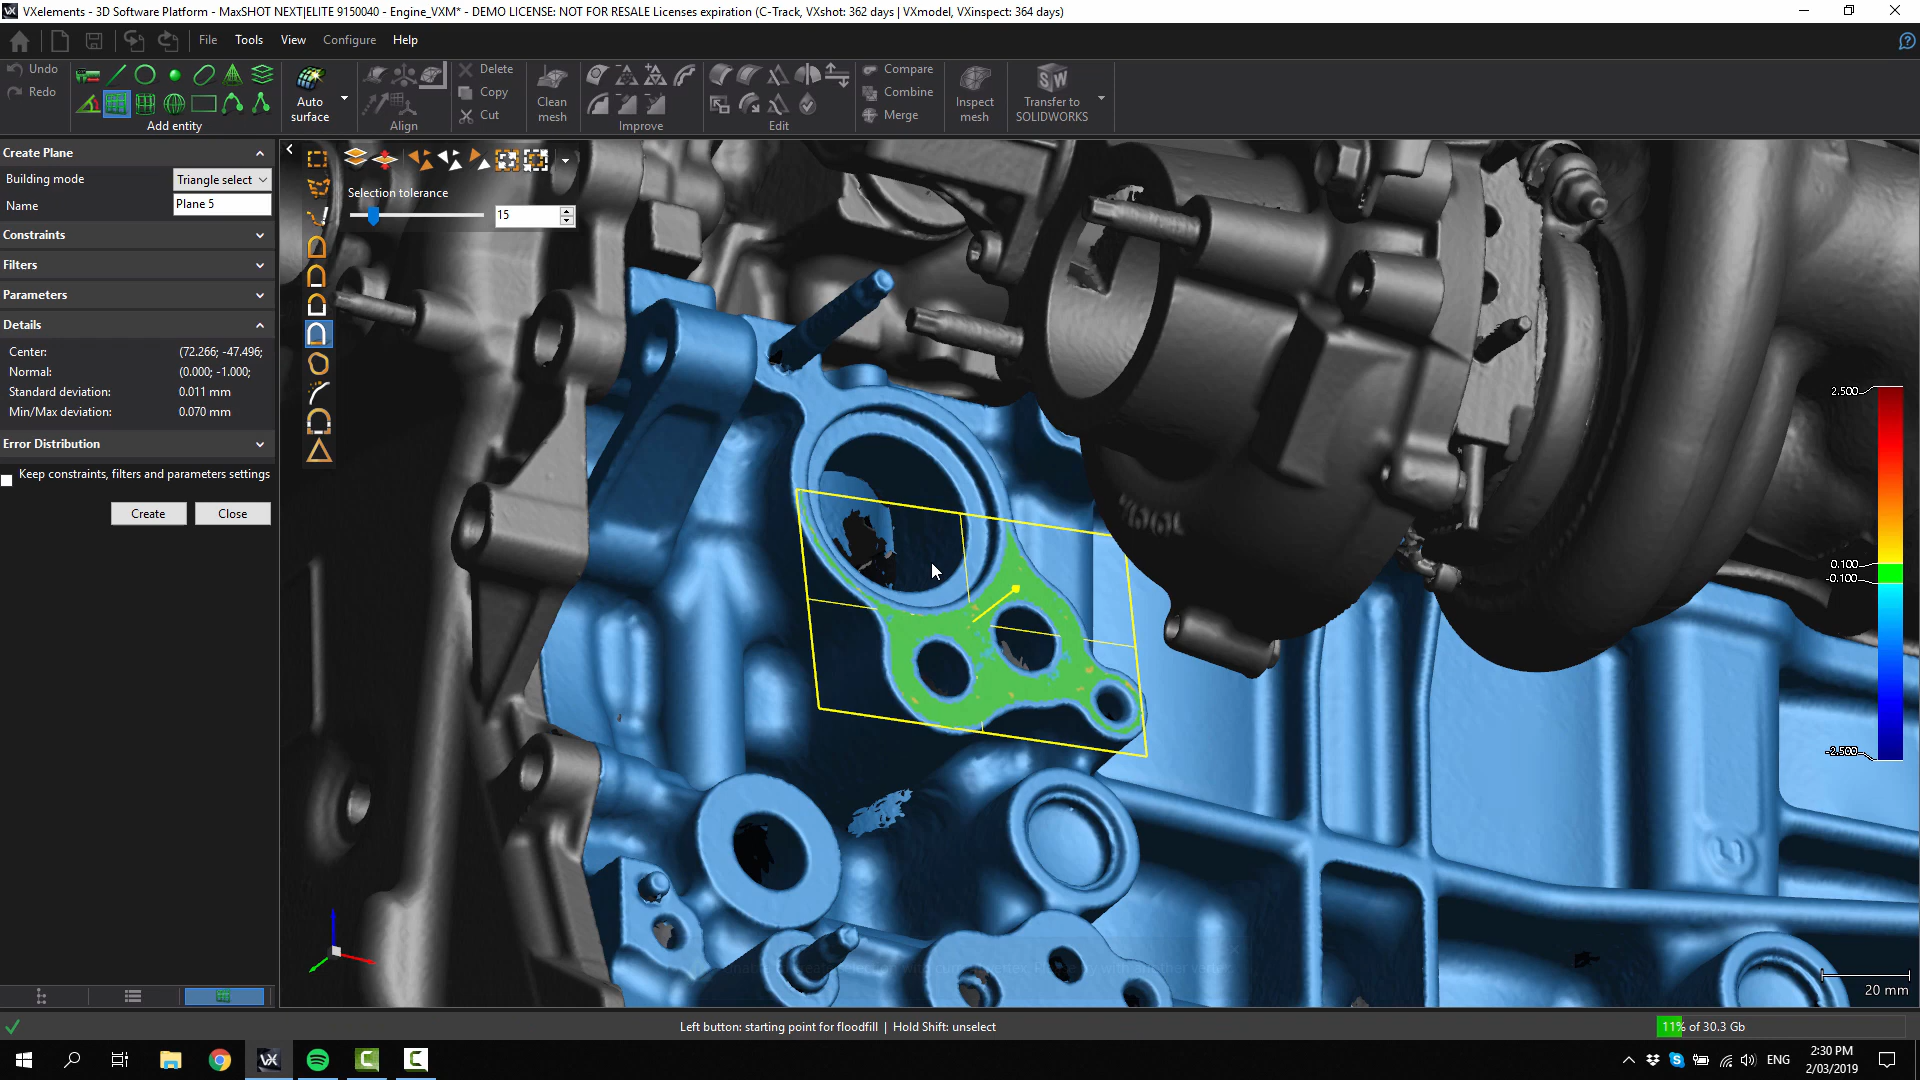 VXelements - 3D Software Platform - MaxSHOT NEXT|ELITE 9150040 - Engine_VXM* - DEMO LICENSE: NOT FOR RESALE Licenses expiration (C-Track, VXshot: 362 days | VXmodel, VXinspect: 364 days)
File Tools View Configure Help
Undo
Redo
Add entity
Auto surface
Align
Delete
Copy
Cut
Clean mesh
Improve
Edit
Compare
Combine
Merge
Inspect mesh
Transfer to SOLIDWORKS
Create Plane
Building mode Triangle select
Name Plane 5
Constraints
Filters
Parameters
Details
Center: (72.266; -47.496;
Normal: (0.000; -1.000;
Standard deviation: 0.011 mm
Min/Max deviation: 0.070 mm
Error Distribution
Keep constraints, filters and parameters settings
Create Close
Selection tolerance
15
2.500
0.100
-0.100
-2.500
20 mm
Left button: starting point for floodfill | Hold Shift: unselect
11% of 30.3 Gb
ENG
2:30 PM
2/03/2019